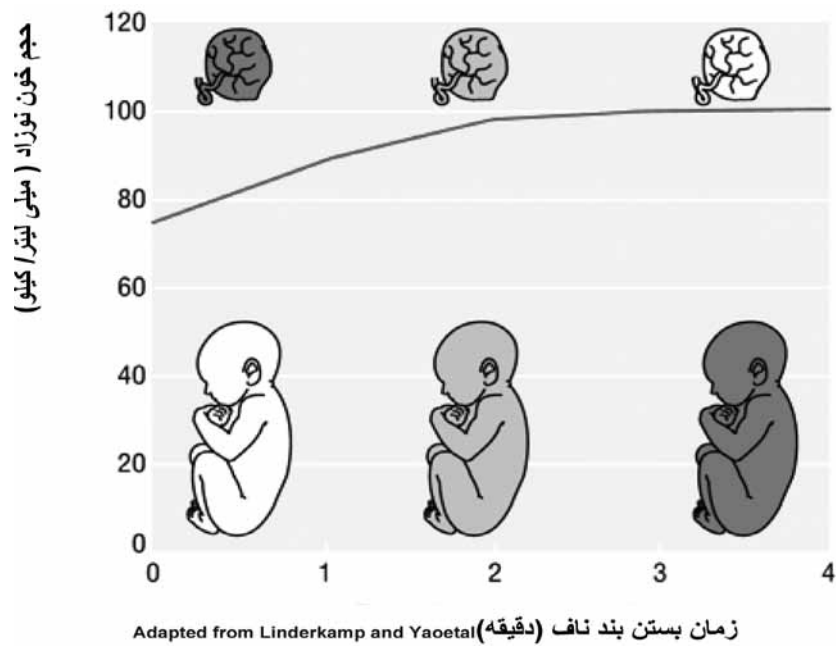 حجم خون نوزاد (میلی لیتر/ کیلو)
120
100
80
60
40
20
0
0 1 2 3 4
زمان بستن بند ناف (دقیقه)Adapted from Linderkamp and Yaoetal